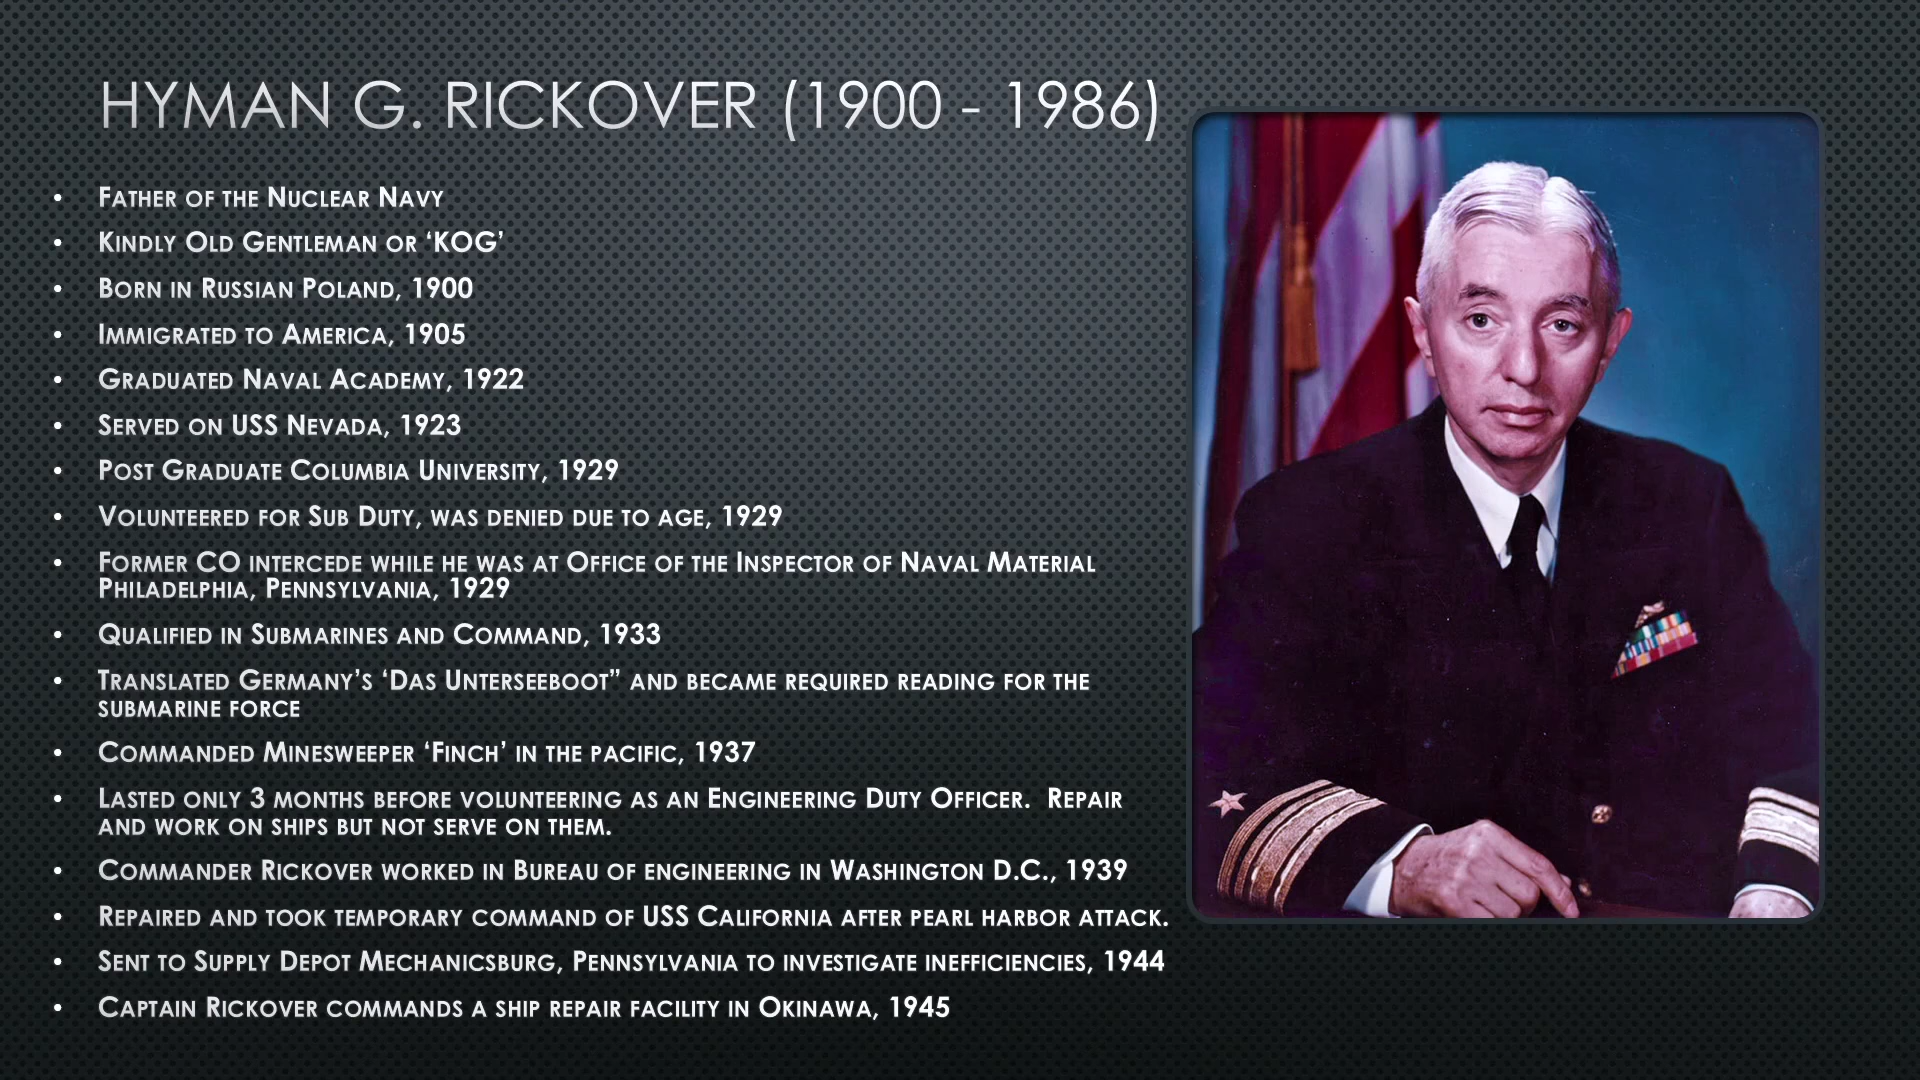 HYMAN G. RICKOVER (1900 - 1986)
• FATHER OF THE NUCLEAR NAVY
• KINDLY OLD GENTLEMAN OR ‘KOG’
• BORN IN RUSSIAN POLAND, 1900
• IMMIGRATED TO AMERICA, 1905
• GRADUATED NAVAL ACADEMY, 1922
• SERVED ON USS NEVADA, 1923
• POST GRADUATE COLUMBIA UNIVERSITY, 1929
• VOLUNTEERED FOR SUB DUTY, WAS DENIED DUE TO AGE, 1929
• FORMER CO INTERCEDE WHILE HE WAS AT OFFICE OF THE INSPECTOR OF NAVAL MATERIAL
PHILADELPHIA, PENNSYLVANIA, 1929
• QUALIFIED IN SUBMARINES AND COMMAND, 1933
• TRANSLATED GERMANY’S ‘DAS UNTERSEEBOOT” AND BECAME REQUIRED READING FOR THE
SUBMARINE FORCE
• COMMANDED MINESWEEPER ‘FINCH’ IN THE PACIFIC, 1937
• LASTED ONLY 3 MONTHS BEFORE VOLUNTEERING AS AN ENGINEERING DUTY OFFICER.  REPAIR
AND WORK ON SHIPS BUT NOT SERVE ON THEM.
• COMMANDER RICKOVER WORKED IN BUREAU OF ENGINEERING IN WASHINGTON D.C., 1939
• REPAIRED AND TOOK TEMPORARY COMMAND OF USS CALIFORNIA AFTER PEARL HARBOR ATTACK.
• SENT TO SUPPLY DEPOT MECHANICSBURG, PENNSYLVANIA TO INVESTIGATE INEFFICIENCIES, 1944
• CAPTAIN RICKOVER COMMANDS A SHIP REPAIR FACILITY IN OKINAWA, 1945